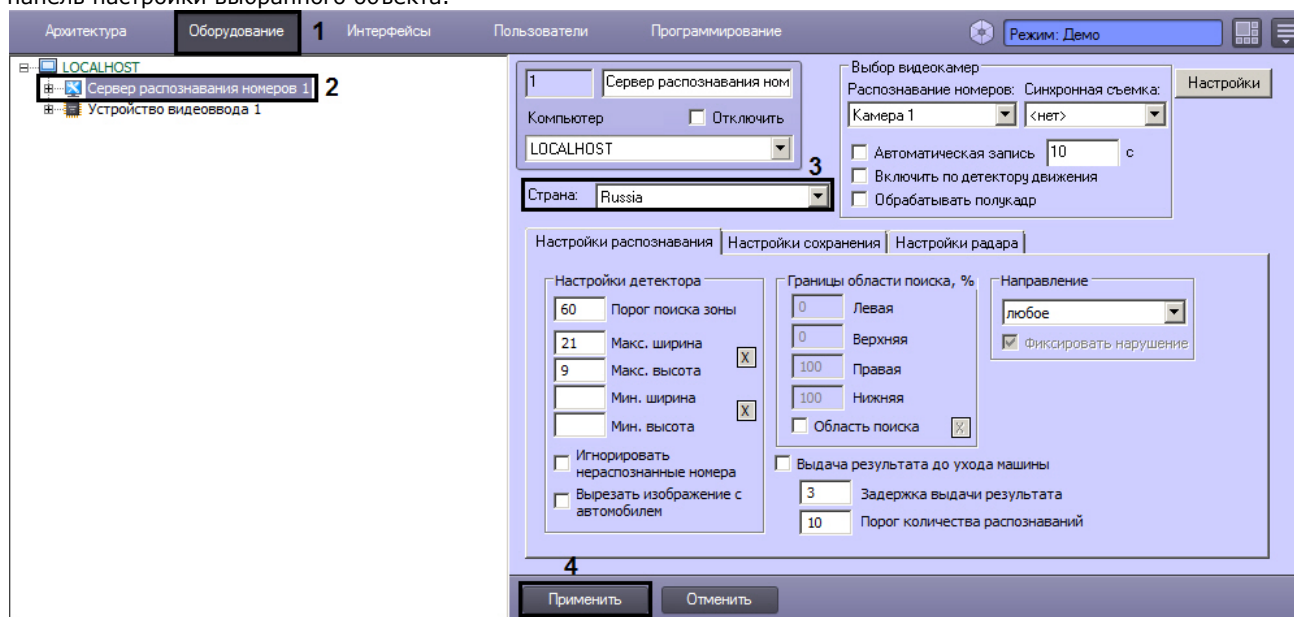 панель настройки выбранного объекта.
Архитектура Оборудование 1 Интерфейсы Пользователи Программирование Режим: Демо
LOCALHOST
Сервер распознавания номеров 1 2
Устройство видеоввода 1
1 Сервер распознавания ном
Компьютер Отключить
LOCALHOST
3
Страна: Russia
Выбор видеокамер
Распознавание номеров: Синхронная съемка:
Камера 1 <нет>
Автоматическая запись 10 с
Включить по детектору движения
Обрабатывать полукадр
Настройки
Настройки распознавания Настройки сохранения Настройки радара
Настройки детектора
60 Порог поиска зоны
21 Макс. ширина
9 Макс. высота
X
Мин. ширина
Мин. высота
X
Игнорировать
нераспознанные номера
Вырезать изображение с
автомобилем
Границы области поиска, %
0 Левая
0 Верхняя
100 Правая
100 Нижняя
Область поиска X
Направление
любое
Фиксировать нарушение
Выдача результата до ухода машины
3 Задержка выдачи результата
10 Порог количества распознаваний
4
Применить Отменить